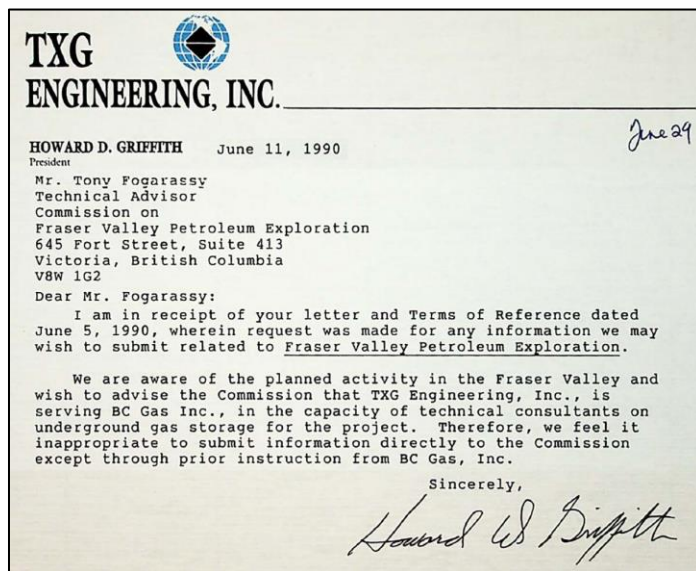 TXG
ENGINEERING, INC.
June 29
HOWARD D. GRIFFITH June 11, 1990
President
Mr. Tony Fogarassy
Technical Advisor
Commission on
Fraser Valley Petroleum Exploration
645 Fort Street, Suite 413
Victoria, British Columbia
V8W 1G2
Dear Mr. Fogarassy:
I am in receipt of your letter and Terms of Reference dated
June 5, 1990, wherein request was made for any information we may
wish to submit related to Fraser Valley Petroleum Exploration.
We are aware of the planned activity in the Fraser Valley and
wish to advise the Commission that TXG Engineering, Inc., is
serving BC Gas Inc., in the capacity of technical consultants on
underground gas storage for the project. Therefore, we feel it
inappropriate to submit information directly to the Commission
except through prior instruction from BC Gas, Inc.
Sincerely,
Howard W Griffith